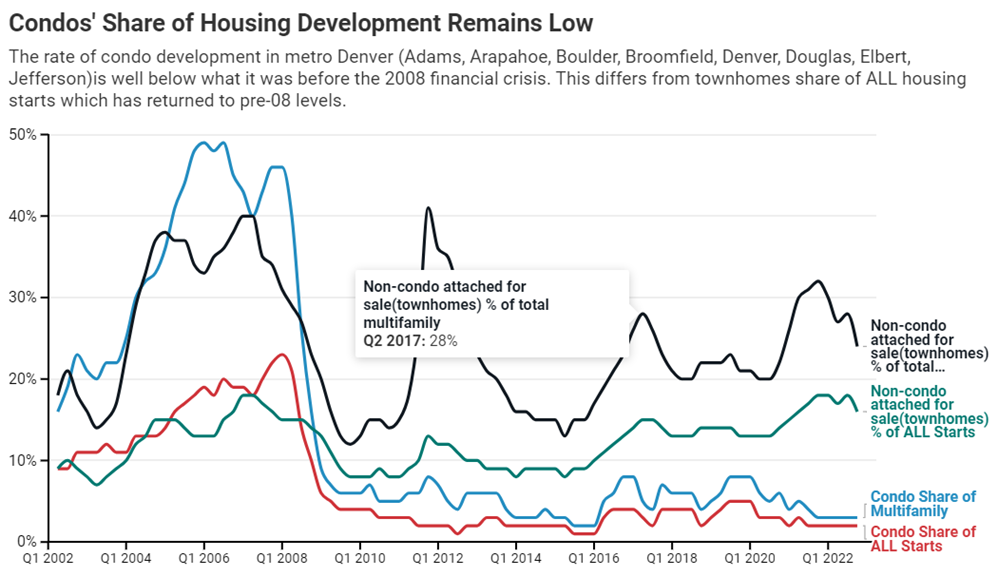 Condos' Share of Housing Development Remains Low
The rate of condo development in metro Denver (Adams, Arapahoe, Boulder, Broomfield, Denver, Douglas, Elbert,
Jefferson)is well below what it was before the 2008 financial crisis. This differs from townhomes share of ALL housing
starts which has returned to pre-08 levels.
50%
40%
30%
20%
10%
0%
Non-condo attached for
sale(townhomes) % of total
multifamily
Q2 2017: 28%
Non-condo
attached for
sale(townhomes)
% of total...
Non-condo
attached for
sale(townhomes)
% of ALL Starts
Condo Share of
Multifamily
Condo Share of
ALL Starts
Q1 2002 Q1 2004 Q1 2006 Q1 2008 Q1 2010 Q1 2012 Q1 2014 Q1 2016 Q1 2018 Q1 2020 Q1 2022